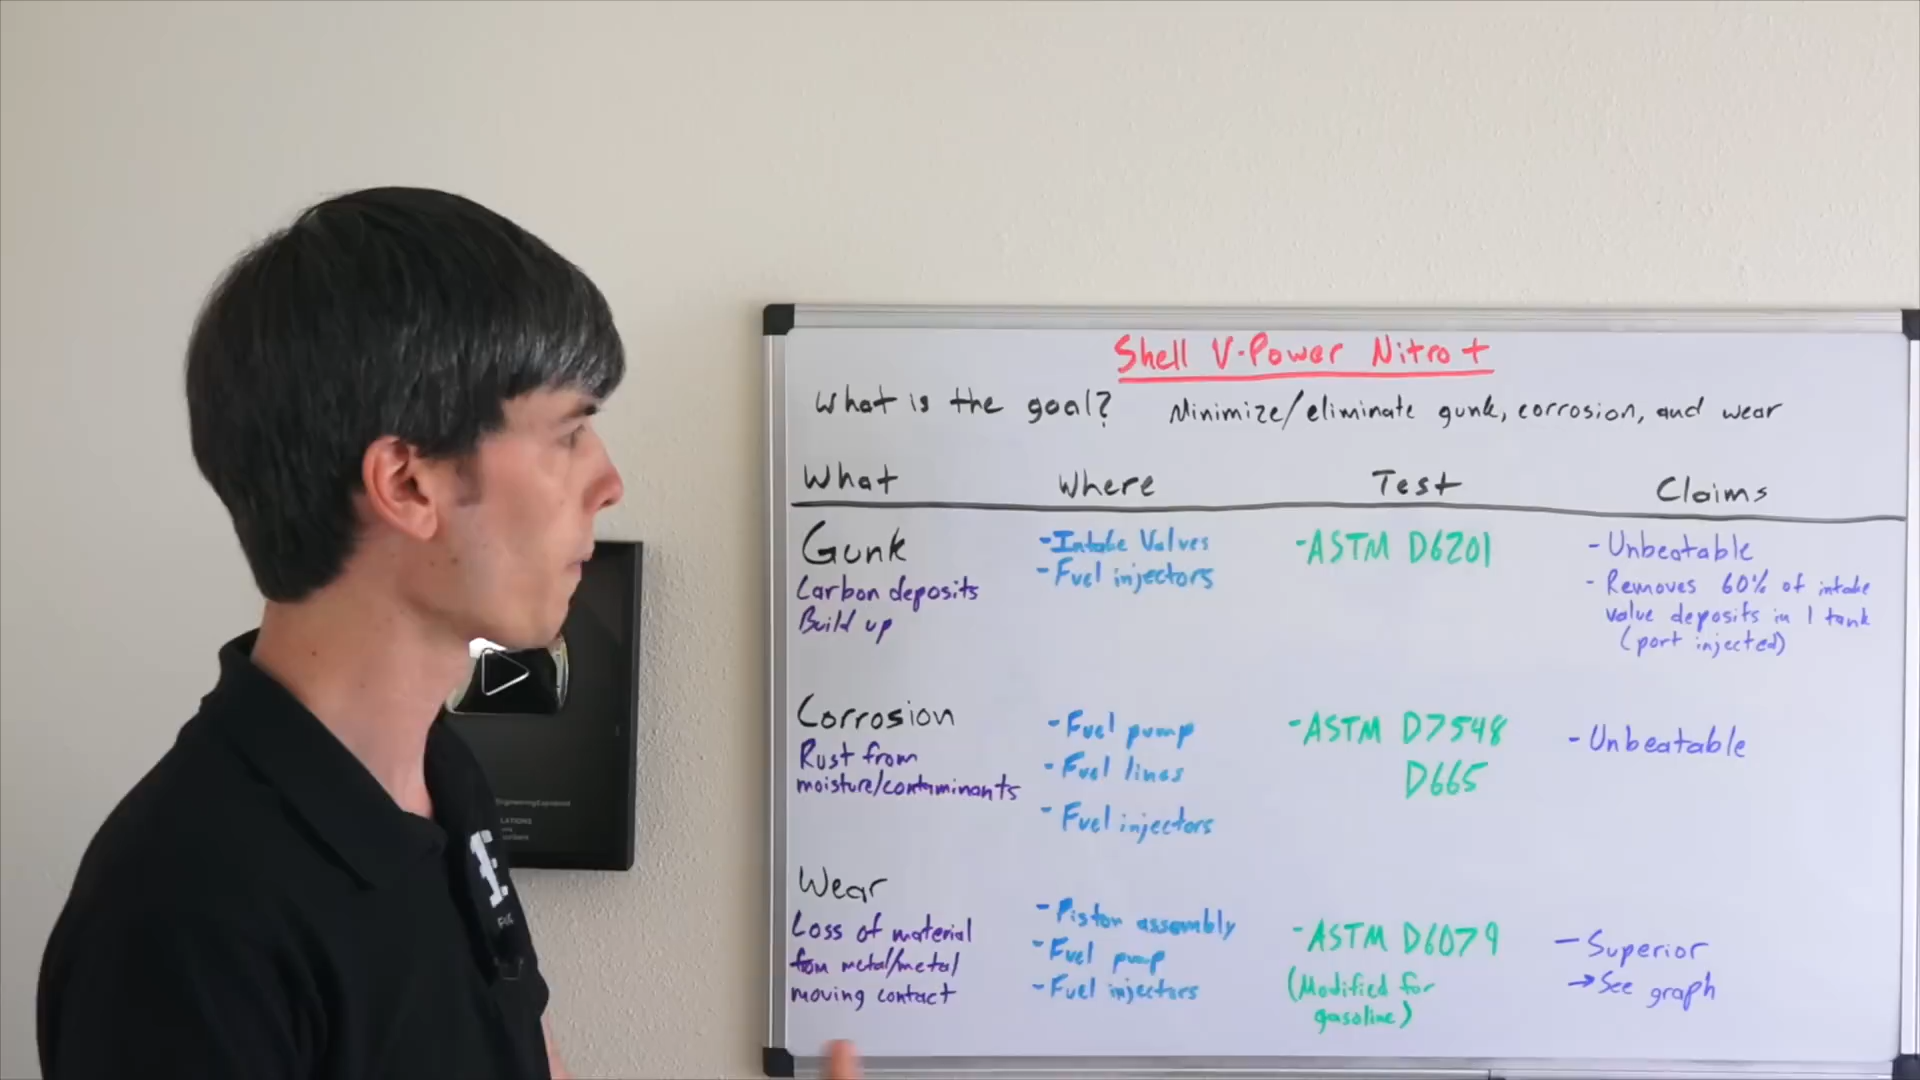 Shell V-Power Nitro+
What is the goal? Minimize/eliminate gunk, corrosion, and wear
What Where Test Claims
Gunk
Carbon deposits
Build up
-Intake Valves
-Fuel injectors
-ASTM D6201
-Unbeatable
- Removes 60% of intake
value deposits in 1 tank
(port injected)
Corrosion
Rust from
moisture/contaminants
-Fuel pump
-Fuel lines
-Fuel injectors
-ASTM D7548
D665
-Unbeatable
Wear
Loss of material
from metal/metal
moving contact
-Piston assembly
-Fuel pump
-Fuel injectors
-ASTM D6079
(Modified for
gasoline)
-Superior
→See graph